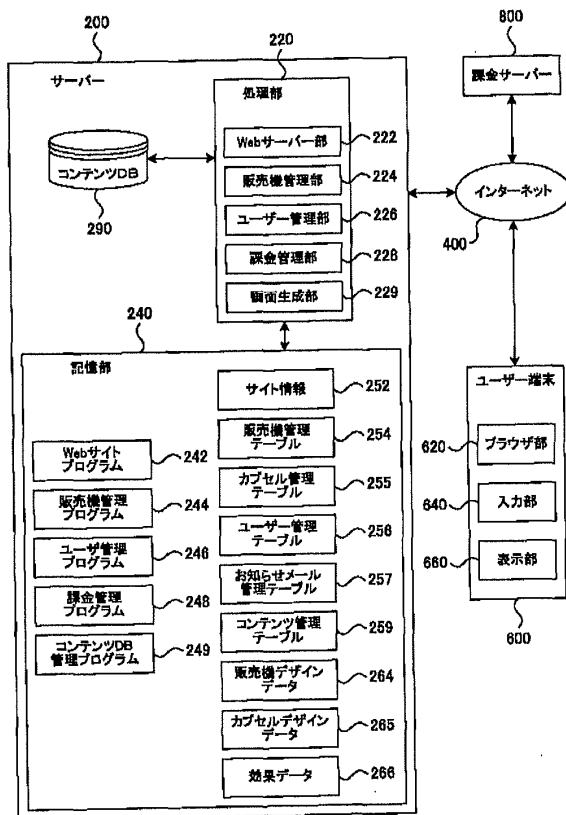 200
サーバー
コンテンツDB
290
220
処理部
Webサーバー部
222
販売機管理部
224
ユーザー管理部
226
課金管理部
228
画面生成部
229
800
課金サーバー
インターネット
400
240
記憶部
Webサイト
プログラム
242
販売機管理
プログラム
244
ユーザ管理
プログラム
246
課金管理
プログラム
248
コンテンツDB
管理プログラム
249
サイト情報
252
販売機管理
テーブル
254
カプセル管理
テーブル
255
ユーザー管理
テーブル
256
お知らせメール
管理テーブル
257
コンテンツ管理
テーブル
259
販売機デザイン
データ
264
カプセルデザイン
データ
265
効果データ
266
ユーザー端末
620
ブラウザ部
640
入力部
660
表示部
600